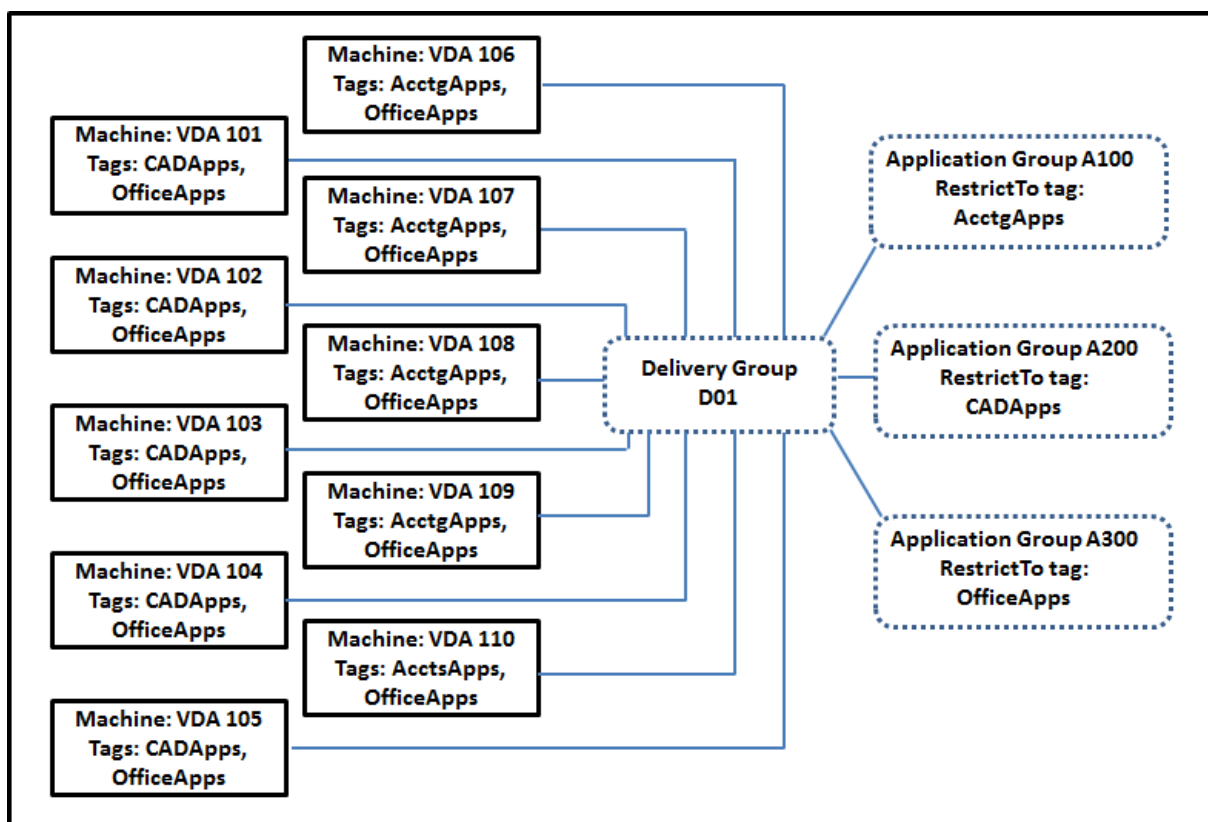 Machine: VDA 106
Tags: AcctgApps,
OfficeApps
Machine: VDA 101
Tags: CADApps,
OfficeApps
Machine: VDA 107
Tags: AcctgApps,
OfficeApps
Machine: VDA 102
Tags: CADApps,
OfficeApps
Machine: VDA 108
Tags: AcctgApps,
OfficeApps
Machine: VDA 103
Tags: CADApps,
OfficeApps
Machine: VDA 109
Tags: AcctgApps,
OfficeApps
Machine: VDA 104
Tags: CADApps,
OfficeApps
Machine: VDA 110
Tags: AcctsApps,
OfficeApps
Machine: VDA 105
Tags: CADApps,
OfficeApps
Delivery Group
D01
Application Group A100
RestrictTo tag:
AcctgApps
Application Group A200
RestrictTo tag:
CADApps
Application Group A300
RestrictTo tag:
OfficeApps